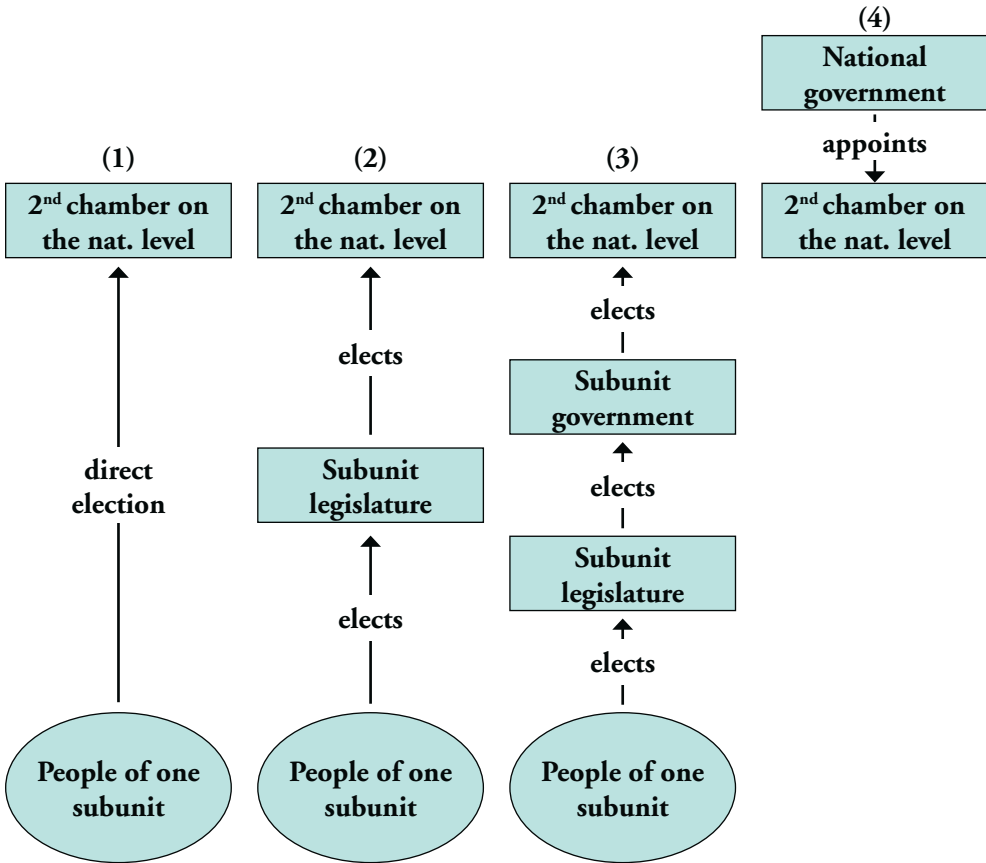 (1)
2nd chamber on
the nat. level
direct
election
People of one
subunit
(2)
2nd chamber on
the nat. level
elects
Subunit
legislature
elects
People of one
subunit
(3)
2nd chamber on
the nat. level
elects
Subunit
government
elects
Subunit
legislature
elects
People of one
subunit
(4)
National
government
appoints
2nd chamber on
the nat. level